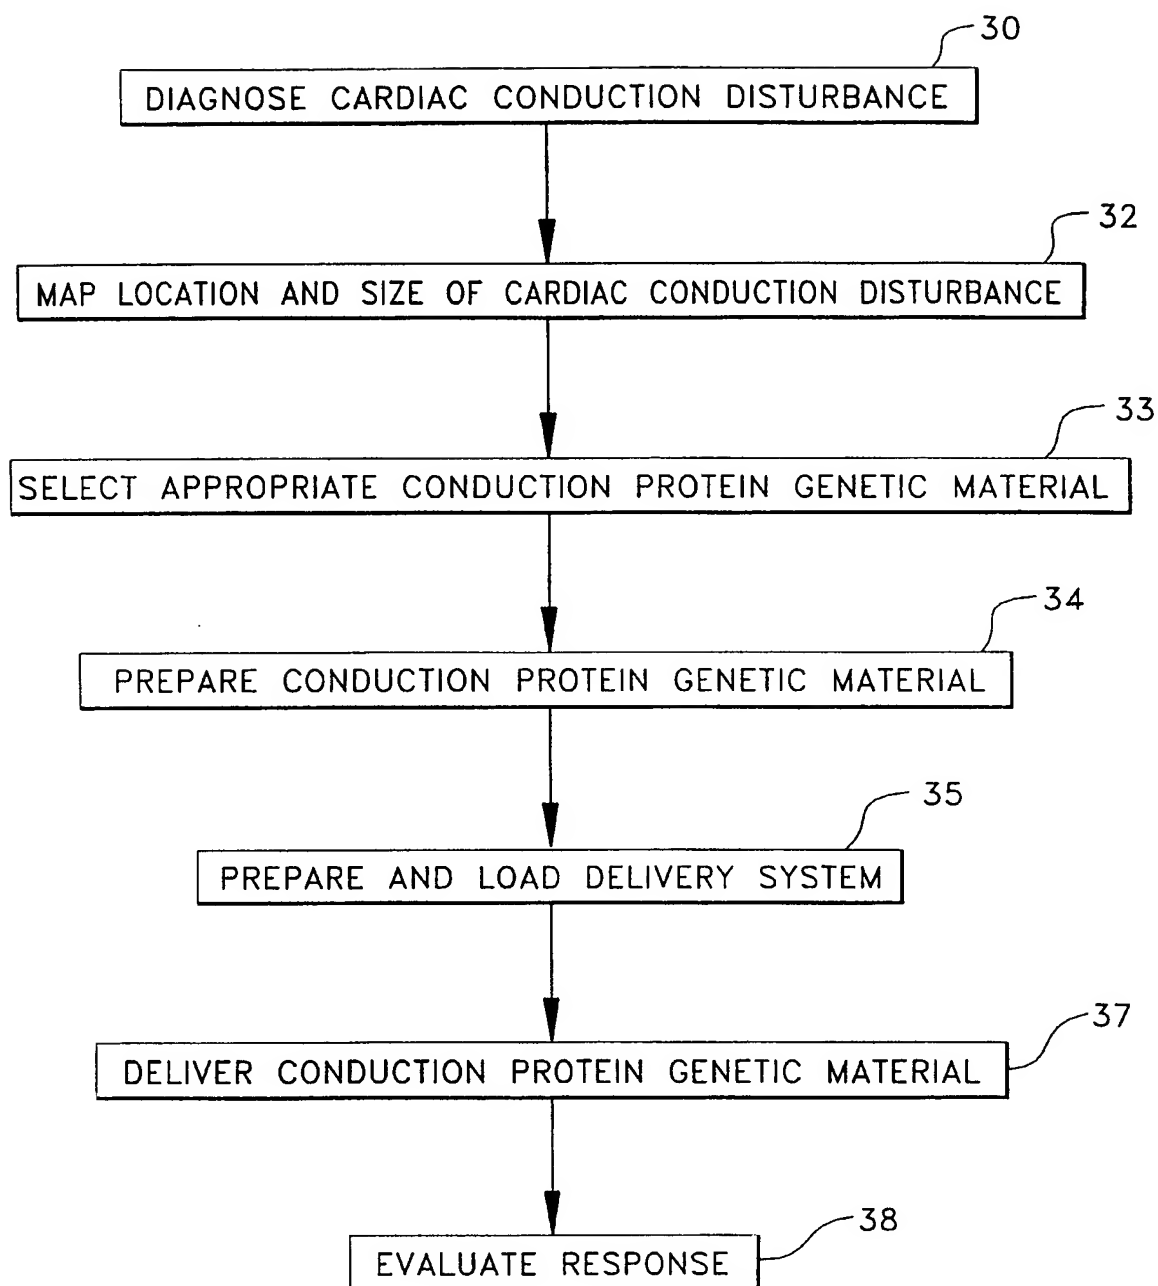 30
DIAGNOSE CARDIAC CONDUCTION DISTURBANCE
32
MAP LOCATION AND SIZE OF CARDIAC CONDUCTION DISTURBANCE
33
SELECT APPROPRIATE CONDUCTION PROTEIN GENETIC MATERIAL
34
PREPARE CONDUCTION PROTEIN GENETIC MATERIAL
35
PREPARE AND LOAD DELIVERY SYSTEM
37
DELIVER CONDUCTION PROTEIN GENETIC MATERIAL
38
EVALUATE RESPONSE